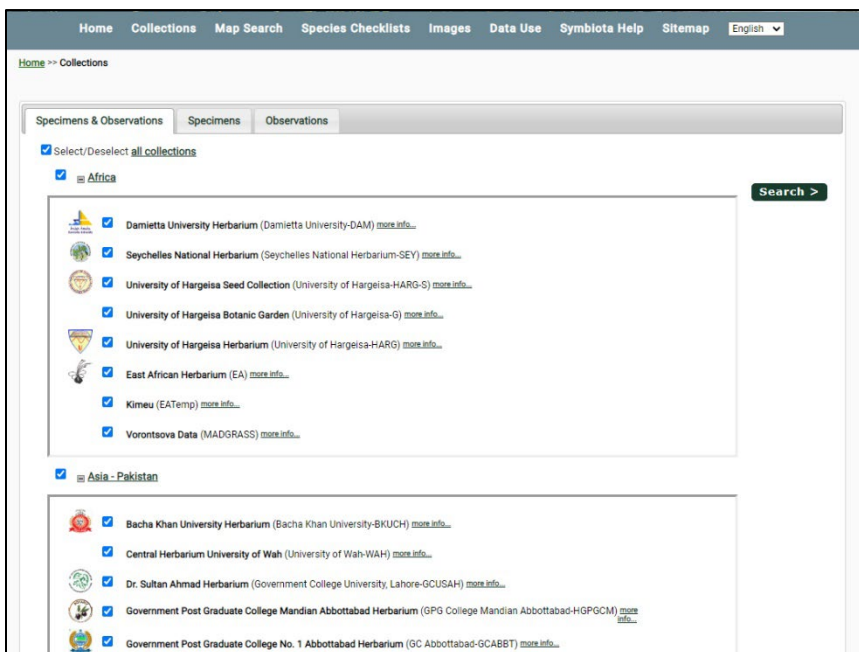 Home Collections Map Search Species Checklists Images Data Use Symbiota Help Sitemap English
Home >> Collections
Specimens & Observations Specimens Observations
Select/Deselect all collections
Africa
Search >
Damietta University Herbarium (Damietta University-DAM) more info...
Seychelles National Herbarium (Seychelles National Herbarium-SEY) more info...
University of Hargeisa Seed Collection (University of Hargeisa-HARG-S) more info...
University of Hargeisa Botanic Garden (University of Hargeisa-G) more info...
University of Hargeisa Herbarium (University of Hargeisa-HARG) more info...
East African Herbarium (EA) more info...
Kimeu (EATemp) more info...
Vorontsova Data (MADGRASS) more info...
Asia - Pakistan
Bacha Khan University Herbarium (Bacha Khan University-BKUCH) more info...
Central Herbarium University of Wah (University of Wah-WAH) more info...
Dr. Sultan Ahmad Herbarium (Government College University, Lahore-GCUSAH) more info...
Government Post Graduate College Mandian Abbottabad Herbarium (GPG College Mandian Abbottabad-HGPGCM) more
info...
Government Post Graduate College No. 1 Abbottabad Herbarium (GC Abbottabad-GCABBT) more info...